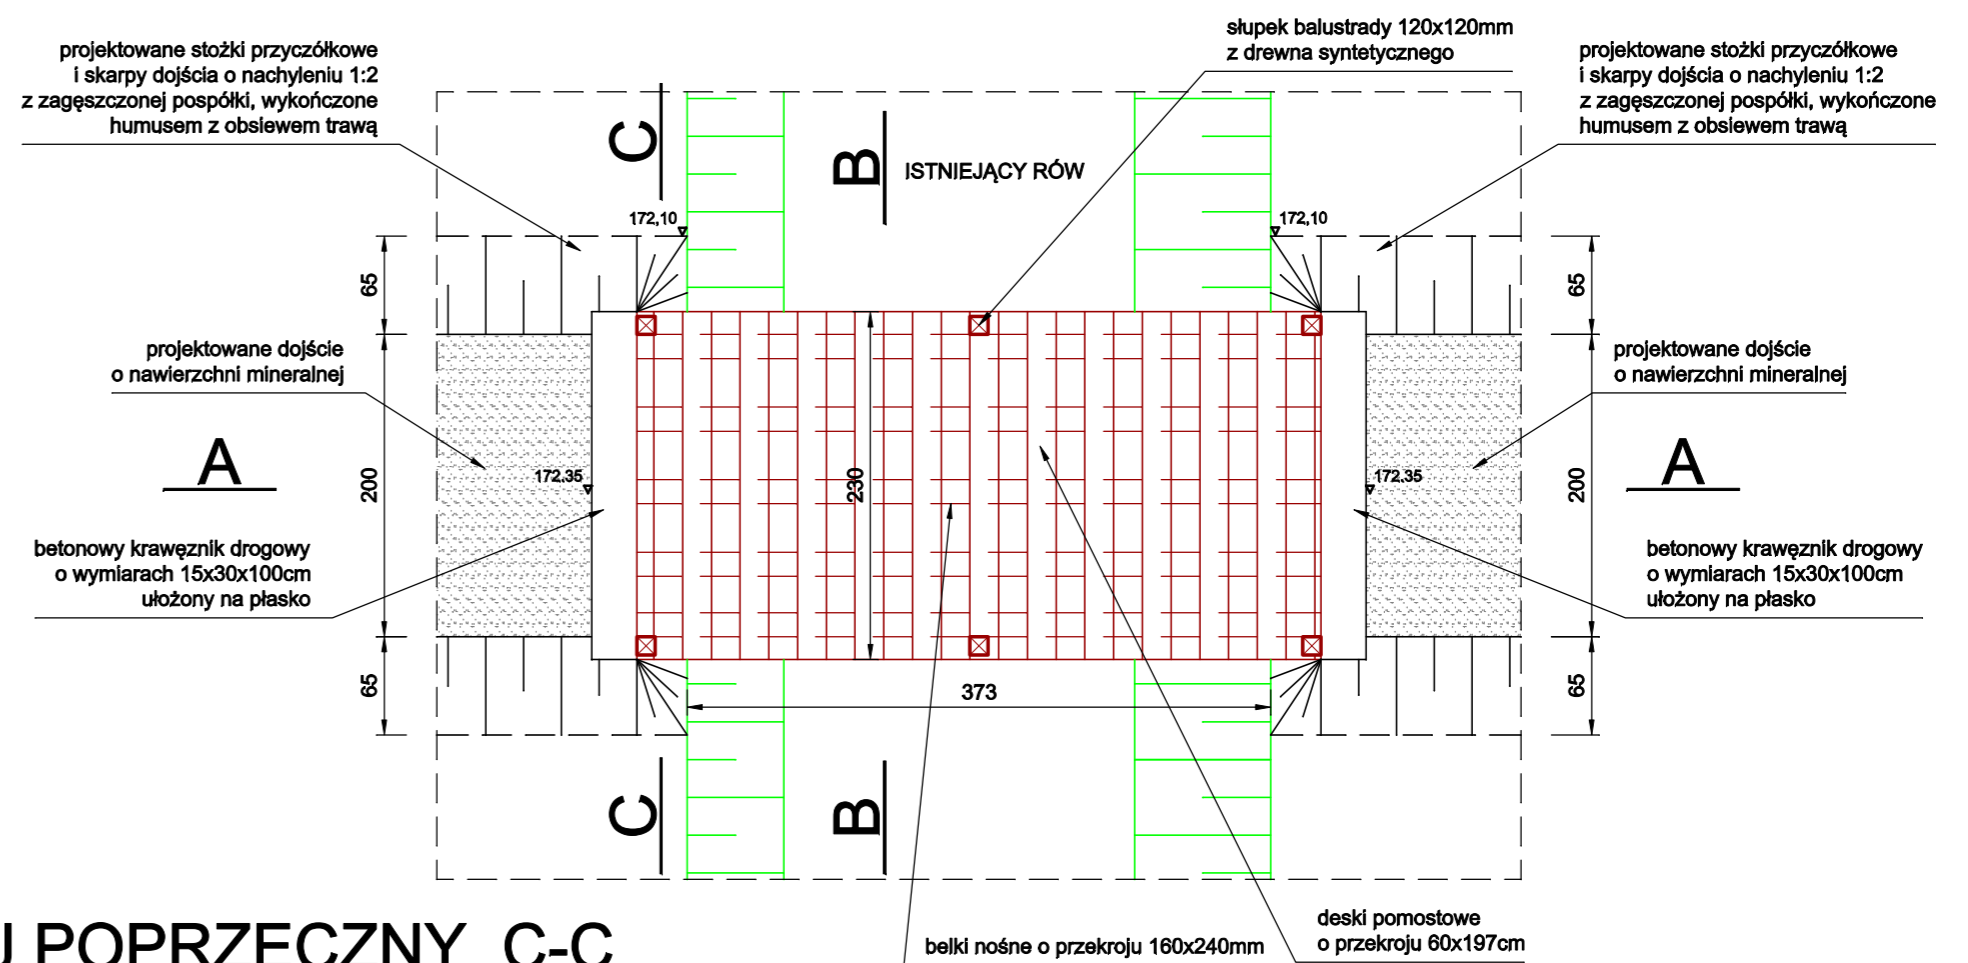 projektowane stożki przyczółkowe
i skarpy dojścia o nachyleniu 1:2
z zagęszczonej pospółki, wykończone
humusem z obsiewem trawą
słupek balustrady 120x120mm
z drewna syntetycznego
projektowane stożki przyczółkowe
i skarpy dojścia o nachyleniu 1:2
z zagęszczonej pospółki, wykończone
humusem z obsiewem trawą
C
B
ISTNIEJĄCY RÓW
172,10
172,10
65
65
projektowane dojście
o nawierzchni mineralnej
projektowane dojście
o nawierzchni mineralnej
A
A
172,35
172,35
200
230
200
betonowy krawęznik drogowy
o wymiarach 15x30x100cm
ułożony na płasko
betonowy krawęznik drogowy
o wymiarach 15x30x100cm
ułożony na płasko
65
373
65
C
B
belki nośne o przekroju 160x240mm
deski pomostowe
o przekroju 60x197cm
POPRZECZNY C-C